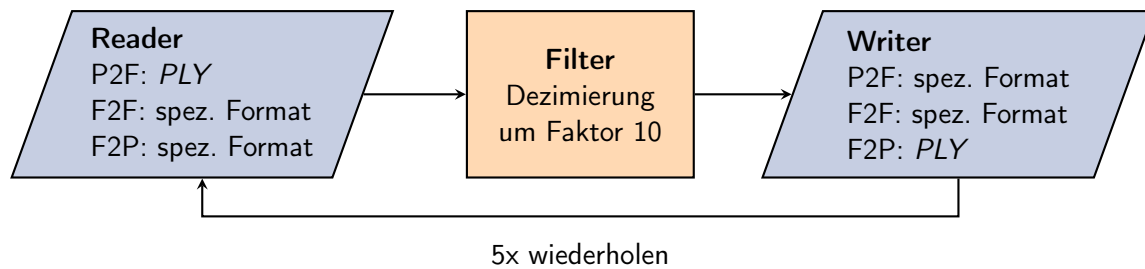 Reader
P2F: PLY
F2F: spez. Format
F2P: spez. Format
Filter
Dezimierung
um Faktor 10
Writer
P2F: spez. Format
F2F: spez. Format
F2P: PLY
5x wiederholen